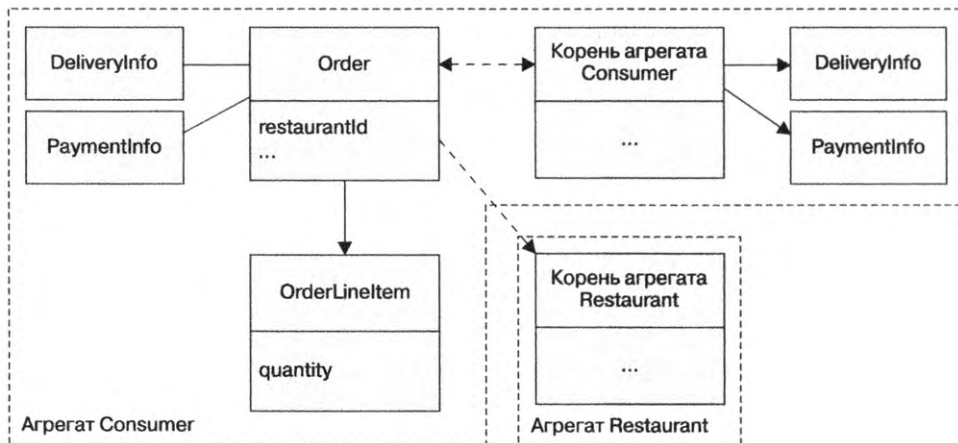 DeliveryInfo
PaymentInfo
Order
restaurantId
...
OrderLineItem
quantity
Корень агрегата
Consumer
...
DeliveryInfo
PaymentInfo
Корень агрегата
Restaurant
...
Агрегат Consumer
Агрегат Restaurant